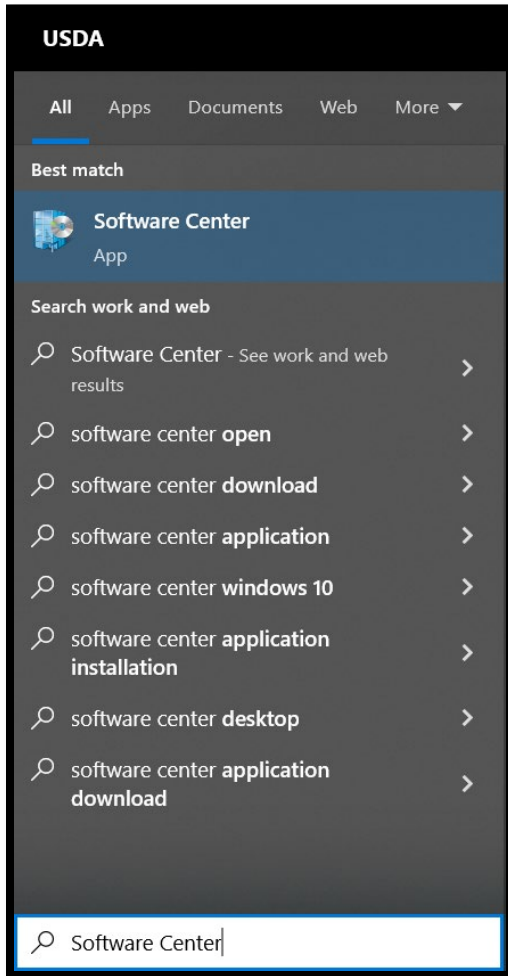 USDA
All Apps Documents Web More
Best match
Software Center
App
Search work and web
Software Center - See work and web
results
software center open
software center download
software center application
software center windows 10
software center application
installation
software center desktop
software center application
download
Software Center